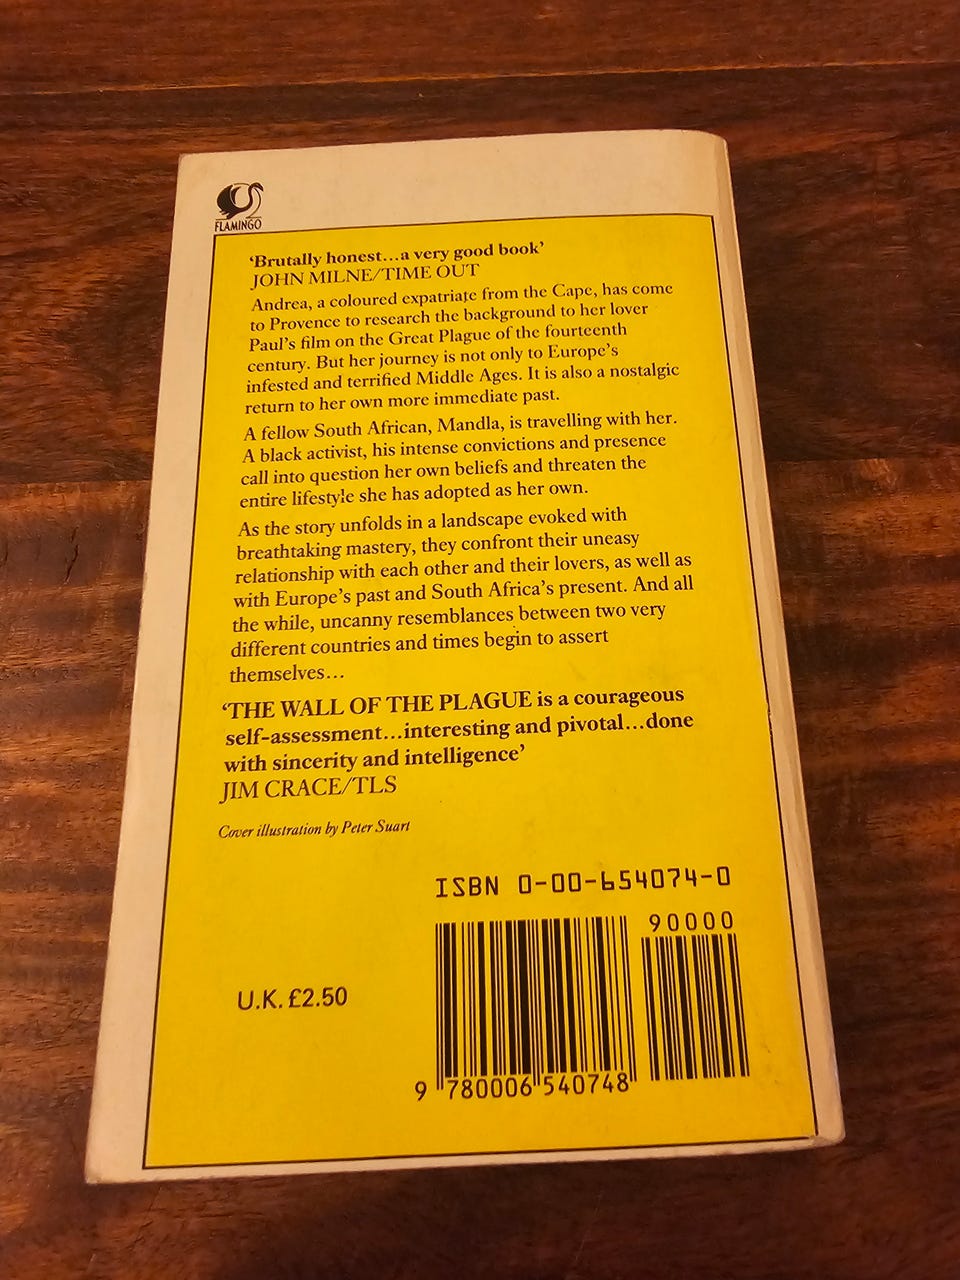 FLAMINGO
‘Brutally honest...a very good book’
JOHN MILNE/TIME OUT
Andrea, a coloured expatriate from the Cape, has come
to Provence to research the background to her lover
Paul’s film on the Great Plague of the fourteenth
century. But her journey is not only to Europe’s
infested and terrified Middle Ages. It is also a nostalgic
return to her own more immediate past.
A fellow South African, Mandla, is travelling with her.
A black activist, his intense convictions and presence
call into question her own beliefs and threaten the
entire lifestyle she has adopted as her own.
As the story unfolds in a landscape evoked with
breathtaking mastery, they confront their uneasy
relationship with each other and their lovers, as well as
with Europe’s past and South Africa’s present. And all
the while, uncanny resemblances between two very
different countries and times begin to assert
themselves...
‘THE WALL OF THE PLAGUE is a courageous
self-assessment...interesting and pivotal...done
with sincerity and intelligence’
JIM CRACE/TLS
Cover illustration by Peter Suart
ISBN 0-00-654074-0
90000
U.K. £2.50
9 780006 540748